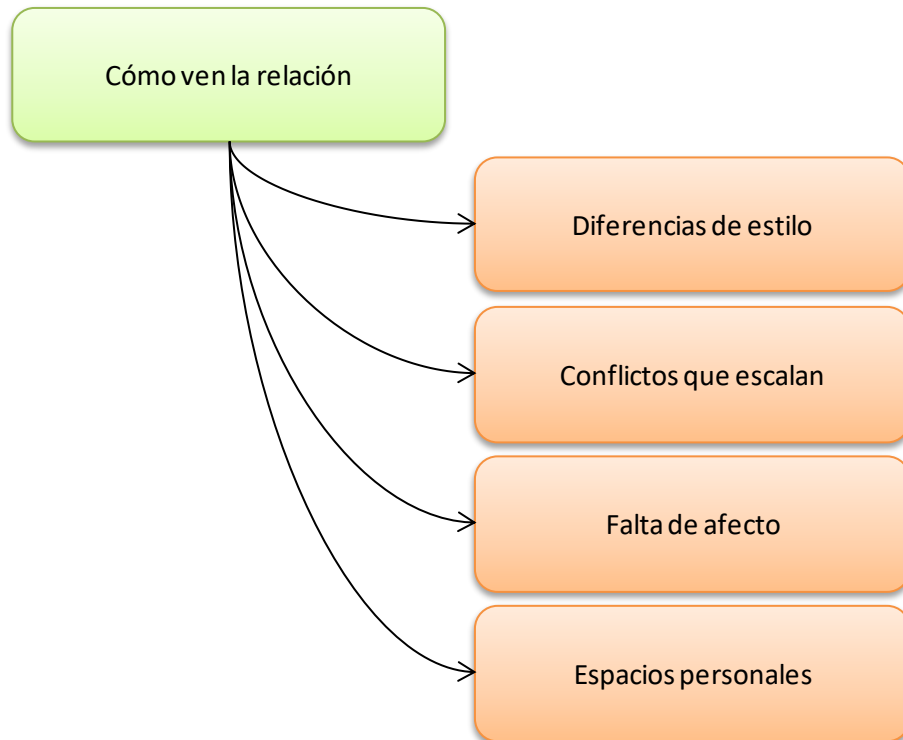 Cómo ven la relación
Diferencias de estilo
Conflictos que escalan
Falta de afecto
Espacios personales